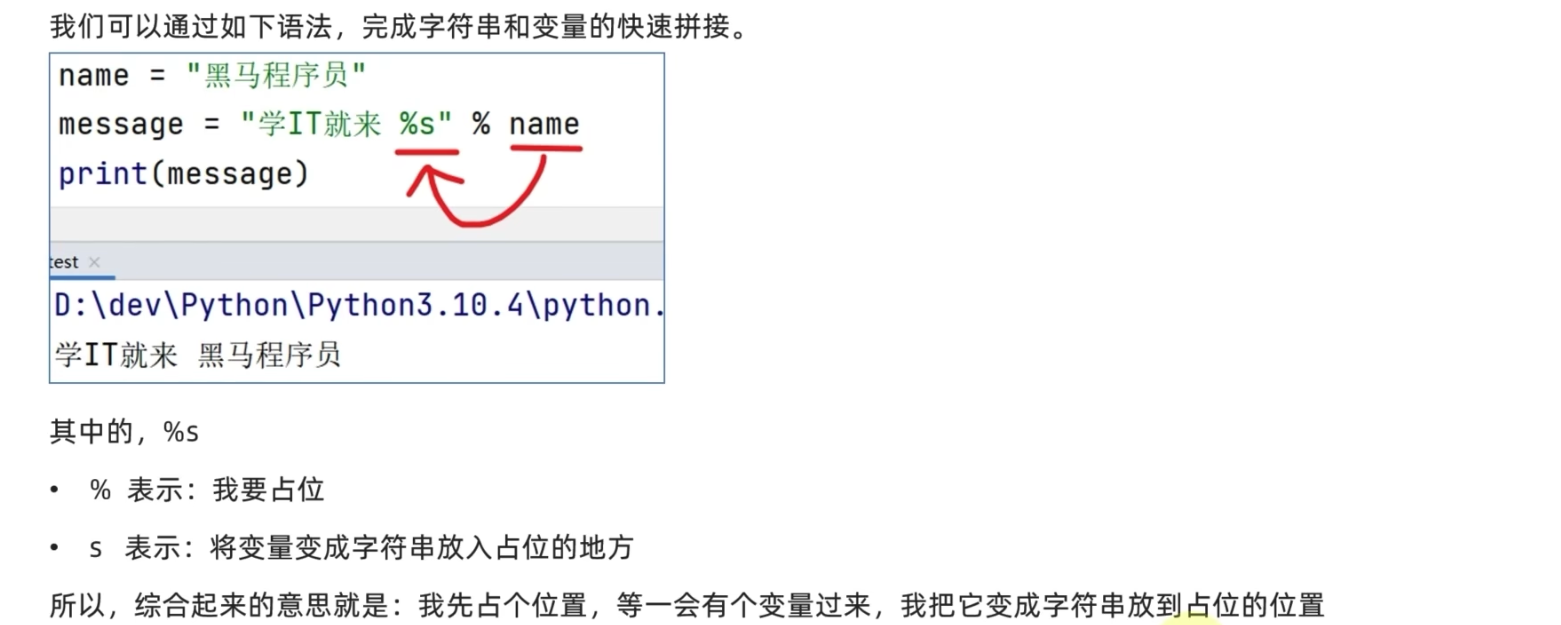 我们可以通过如下语法，完成字符串和变量的快速拼接。
name = "黑马程序员"
message = "学IT就来 %s" % name
print(message)
test ×
D:\dev\Python\Python3.10.4\python.
学IT就来 黑马程序员
其中的，%s
• % 表示：我要占位
• s 表示：将变量变成字符串放入占位的地方
所以，综合起来的意思就是：我先占个位置，等一会有个变量过来，我把它变成字符串放到占位的位置